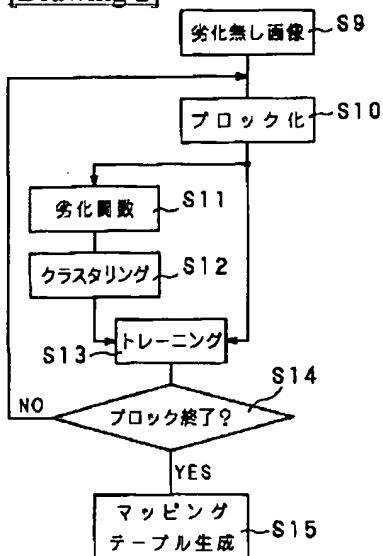 劣化無し画像
S9
ブロック化
S10
劣化関数
S11
クラスタリング
S12
トレーニング
S13
S14
ブロック終了?
NO
YES
マッピング
テーブル生成
S15